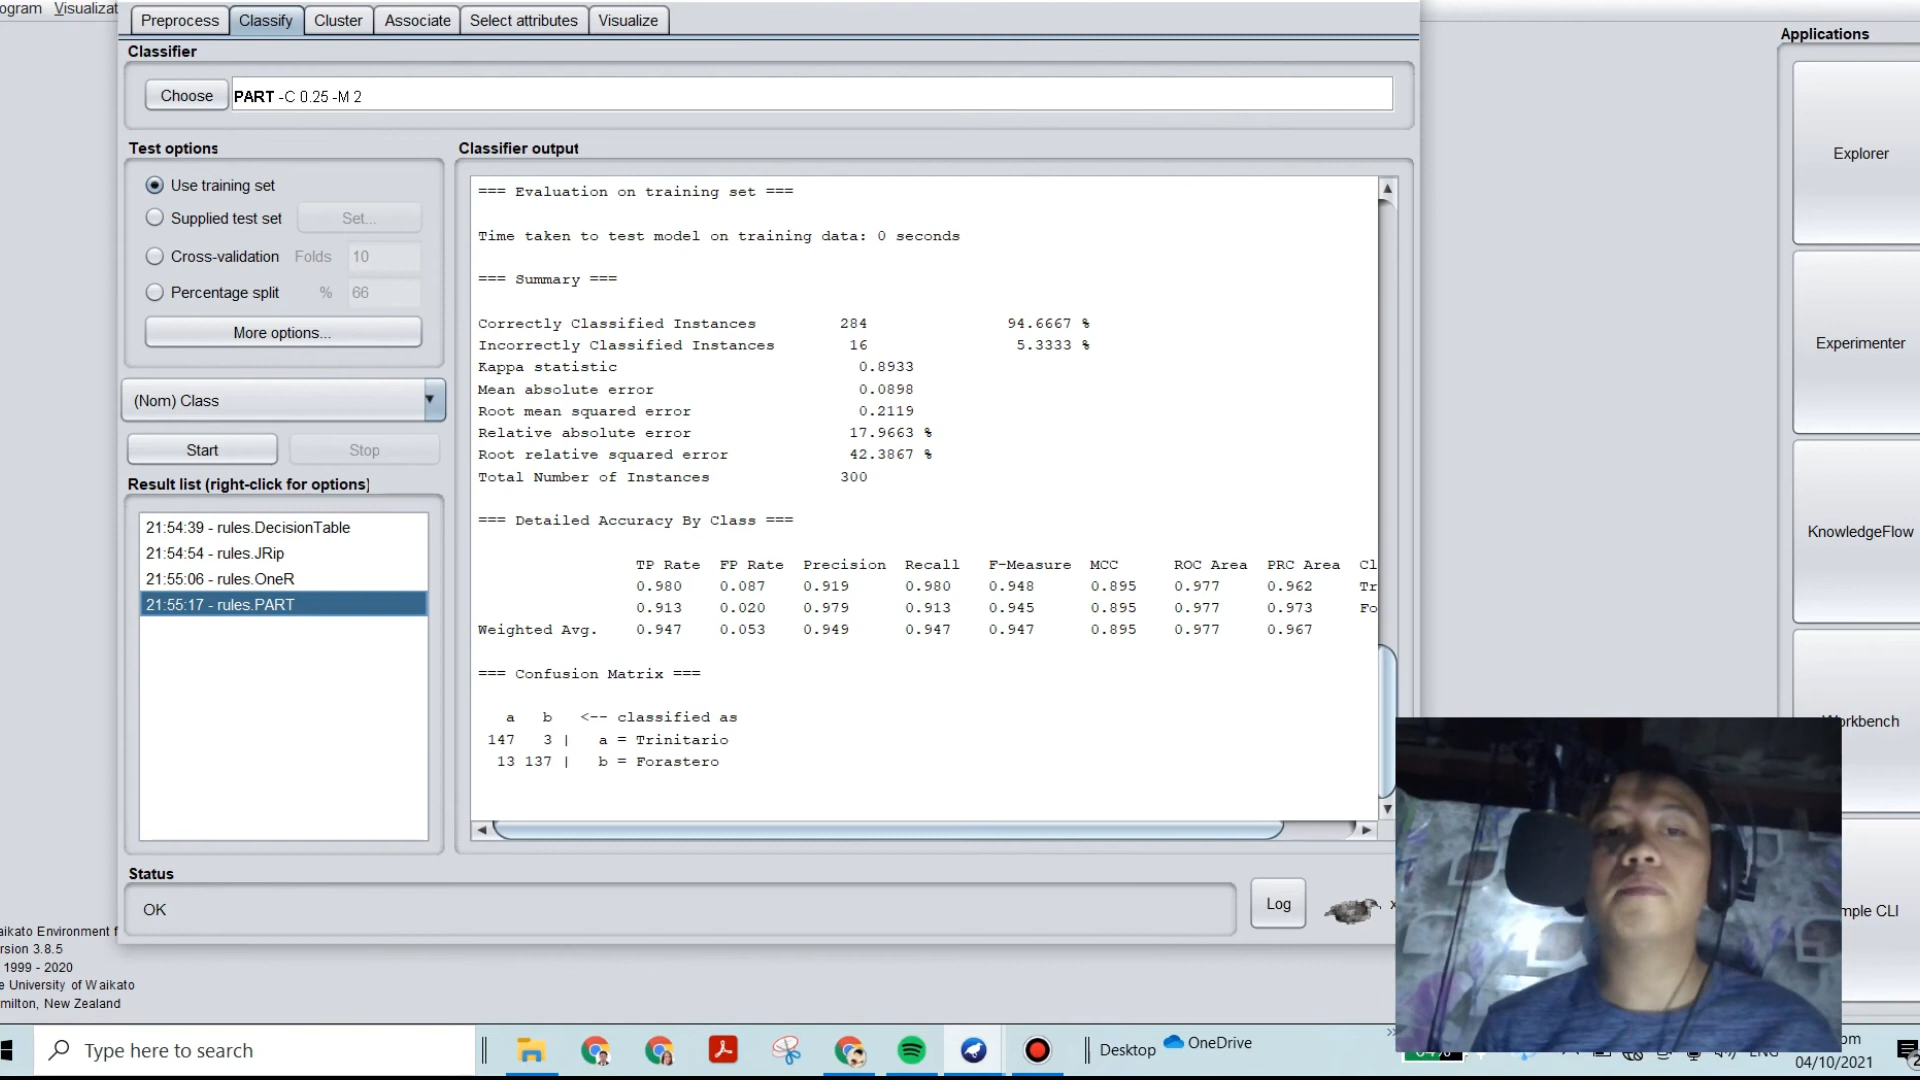 ogram Visualizat
Preprocess Classify Cluster Associate Select attributes Visualize
Applications
Classifier
Choose PART -C 0.25 -M 2
Test options
Use training set
Supplied test set Set...
Cross-validation Folds 10
Percentage split % 66
More options...
(Nom) Class
Start Stop
Result list (right-click for options)
21:54:39 - rules.DecisionTable
21:54:54 - rules.JRip
21:55:06 - rules.OneR
21:55:17 - rules.PART
Classifier output
=== Evaluation on training set ===
Time taken to test model on training data: 0 seconds
=== Summary ===
Correctly Classified Instances 284 94.6667 %
Incorrectly Classified Instances 16 5.3333 %
Kappa statistic 0.8933
Mean absolute error 0.0898
Root mean squared error 0.2119
Relative absolute error 17.9663 %
Root relative squared error 42.3867 %
Total Number of Instances 300
=== Detailed Accuracy By Class ===
TP Rate FP Rate Precision Recall F-Measure MCC ROC Area PRC Area Cl
0.980 0.087 0.919 0.980 0.948 0.895 0.977 0.962 Tr
0.913 0.020 0.979 0.913 0.945 0.895 0.977 0.973 Fo
Weighted Avg. 0.947 0.053 0.949 0.947 0.947 0.895 0.977 0.967
=== Confusion Matrix ===
a b <-- classified as
147 3 | a = Trinitario
13 137 | b = Forastero
Status
OK
Log
x
Explorer
Experimenter
KnowledgeFlow
orkbench
mple CLI
aikato Environment f
rsion 3.8.5
1999 - 2020
e University of Waikato
milton, New Zealand
Type here to search
Desktop
OneDrive
ENG
pm
04/10/2021